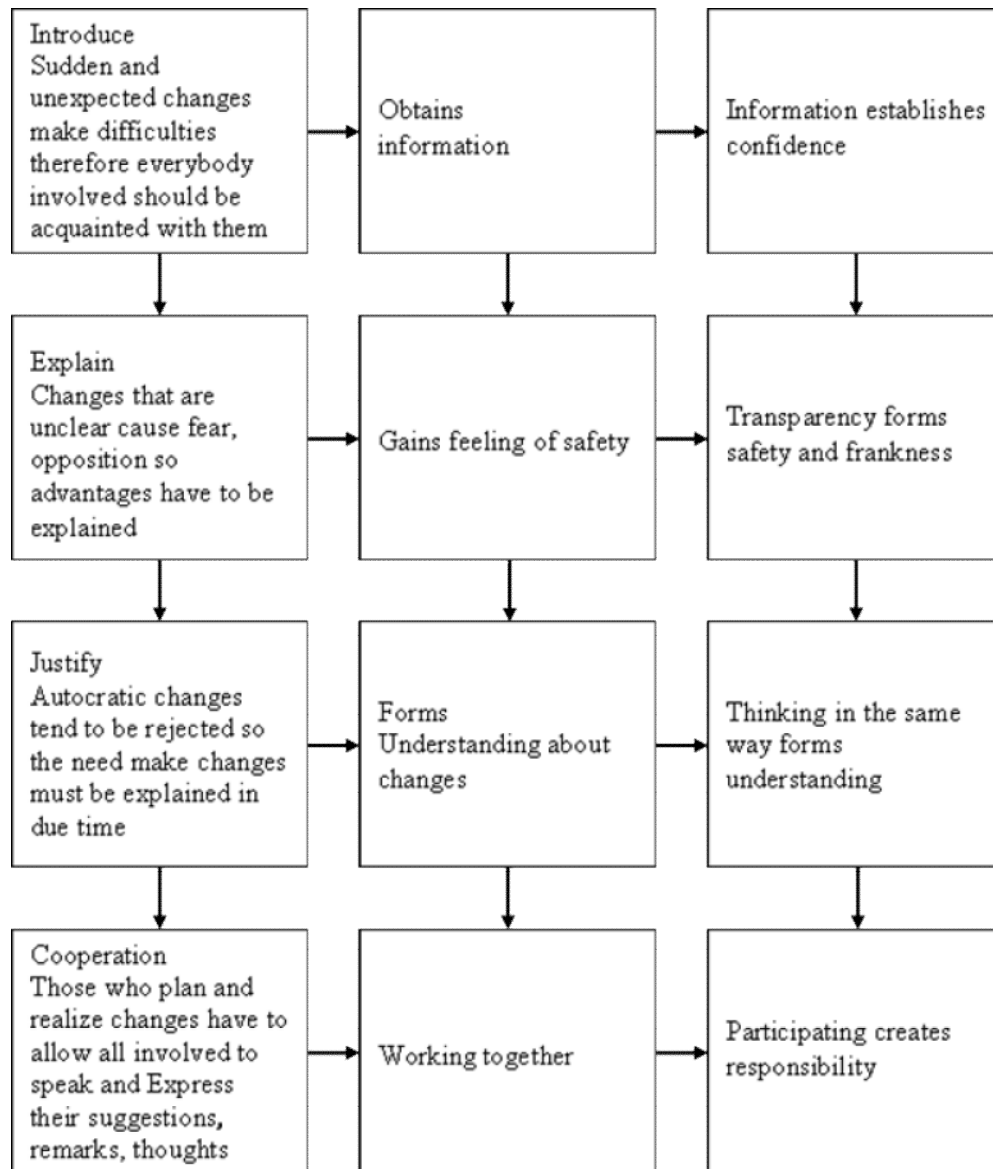 Introduce
Sudden and
unexpected changes
make difficulties
therefore everybody
involved should be
acquainted with them
Obtains
information
Information establishes
confidence
Explain
Changes that are
unclear cause fear,
opposition so
advantages have to be
explained
Gains feeling of safety
Transparency forms
safety and frankness
Justify
Autocratic changes
tend to be rejected so
the need make changes
must be explained in
due time
Forms
Understanding about
changes
Thinking in the same
way forms
understanding
Cooperation
Those who plan and
realize changes have to
allow all involved to
speak and Express
their suggestions,
remarks, thoughts
Working together
Participating creates
responsibility